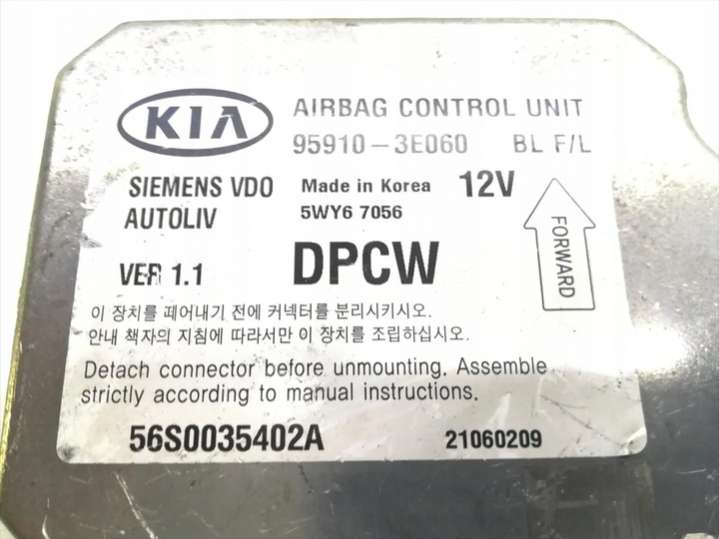 KIA AIRBAG CONTROL UNIT
95910-3E060 BL F/L
SIEMENS VDO Made in Korea 12V
AUTOLIV 5WY6 7056
VER 1.1 DPCW
FORWARD
이 장치를 떼어내기 전에 커넥터를 분리시키시오.
안내 책자의 지침에 따라서만 이 장치를 조립하십시오.
Detach connector before unmounting. Assemble
strictly according to manual instructions.
56S0035402A 21060209